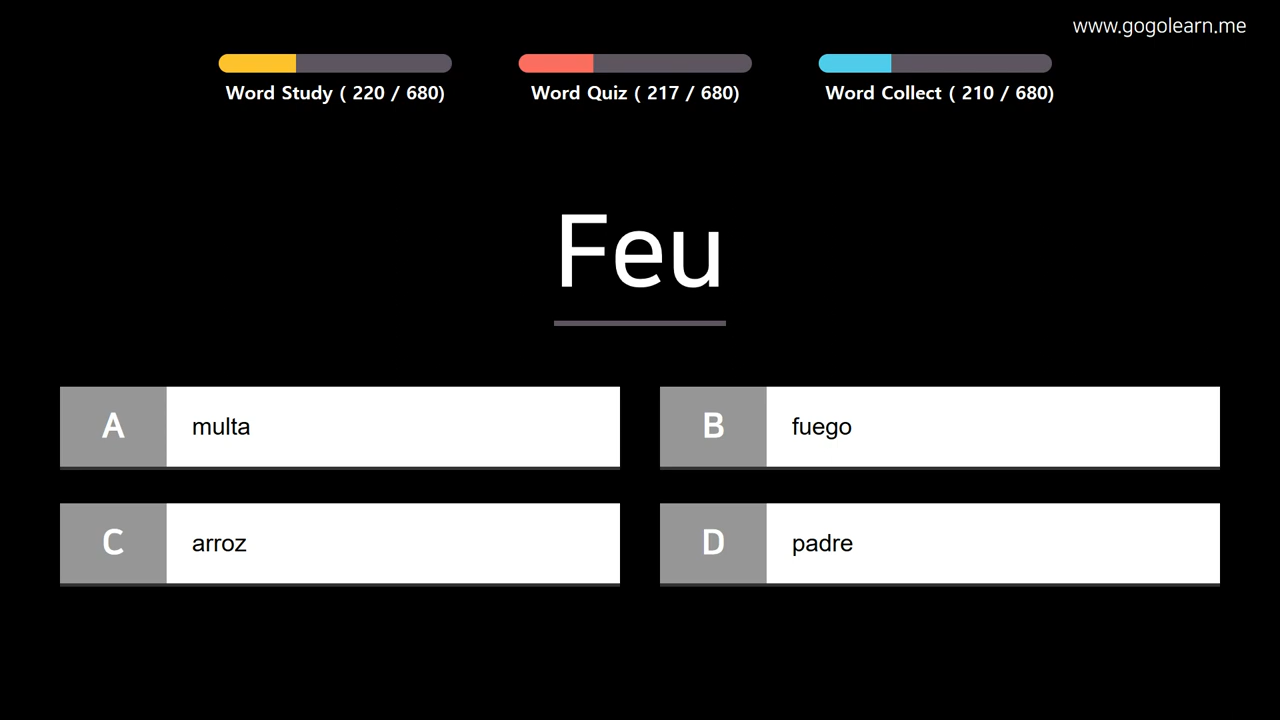 www.gogolearn.me
Word Study ( 220 / 680)
Word Quiz ( 217 / 680)
Word Collect ( 210 / 680)
Feu
A multa
B fuego
C arroz
D padre